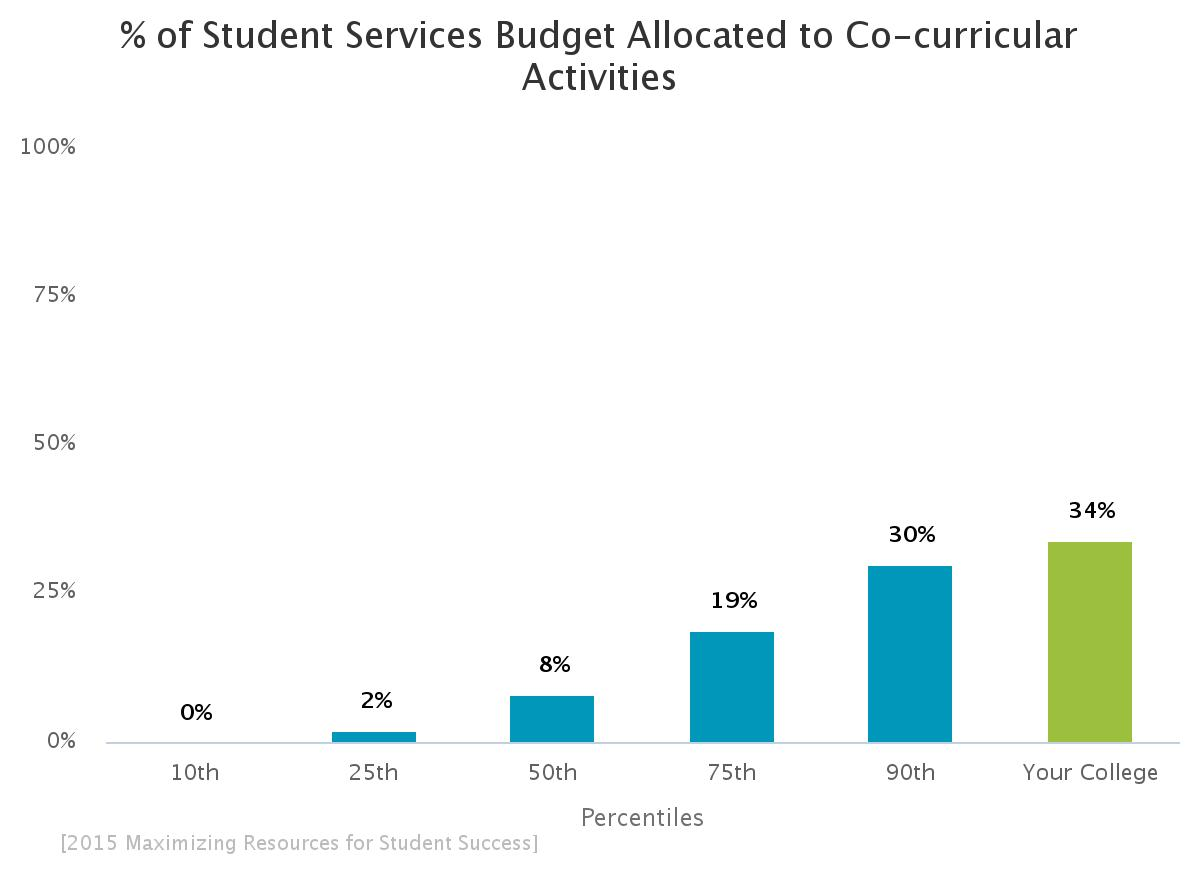 % of Student Services Budget Allocated to Co-curricular
Activities
100%
75%
50%
25%
0%
0%
2%
8%
19%
30%
34%
10th
25th
50th
75th
90th
Your College
Percentiles
[2015 Maximizing Resources for Student Success]